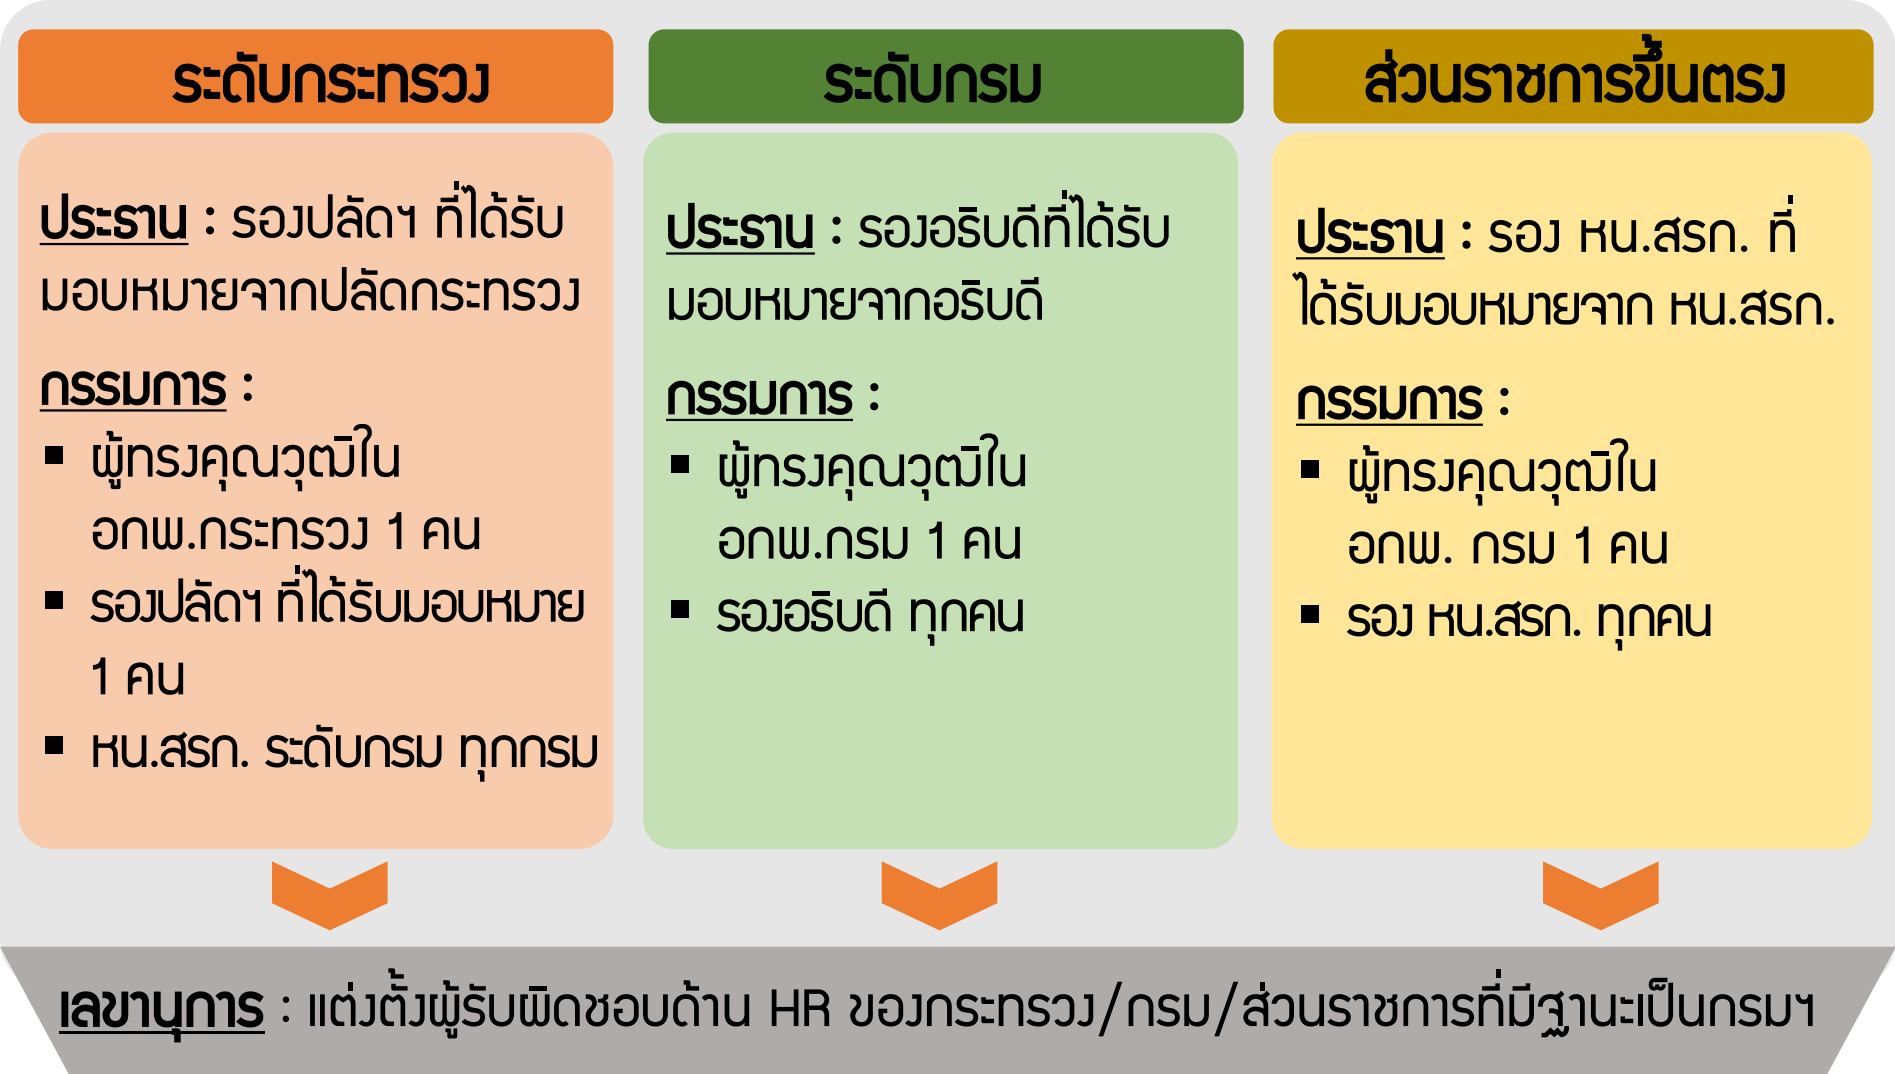 ระดับกระทรวง
ประธาน : รองปลัดฯ ที่ได้รับ
มอบหมายจากปลัดกระทรวง
กรรมการ :
▪ ผู้ทรงคุณวุฒิใน
อกพ.กระทรวง 1 คน
▪ รองปลัดฯ ที่ได้รับมอบหมาย
1 คน
▪ หน.สรก. ระดับกรม ทุกกรม
ระดับกรม
ประธาน : รองอธิบดีที่ได้รับ
มอบหมายจากอธิบดี
กรรมการ :
▪ ผู้ทรงคุณวุฒิใน
อกพ.กรม 1 คน
▪ รองอธิบดี ทุกคน
ส่วนราชการขึ้นตรง
ประธาน : รอง หน.สรก. ที่
ได้รับมอบหมายจาก หน.สรก.
กรรมการ :
▪ ผู้ทรงคุณวุฒิใน
อกพ. กรม 1 คน
▪ รอง หน.สรก. ทุกคน
เลขานุการ : แต่งตั้งผู้รับผิดชอบด้าน HR ของกระทรวง/กรม/ส่วนราชการที่มีฐานะเป็นกรมฯ